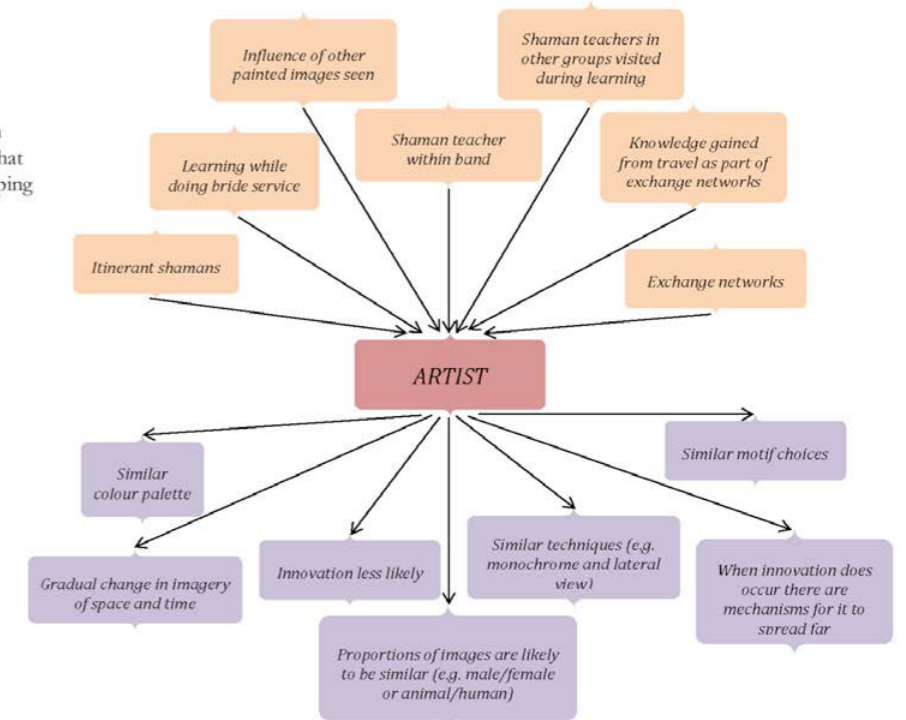 Influence of other
painted images seen
Shaman teachers in
other groups visited
during learning
Shaman teacher
within band
Knowledge gained
from travel as part of
exchange networks
Learning while
doing bride service
Itinerant shamans
Exchange networks
ARTIST
Similar
colour palette
Similar motif choices
Gradual change in imagery
of space and time
Innovation less likely
Similar techniques (e.g.
monochrome and lateral
view)
When innovation does
occur there are
mechanisms for it to
spread far
Proportions of images are likely
to be similar (e.g. male/female
or animal/human)